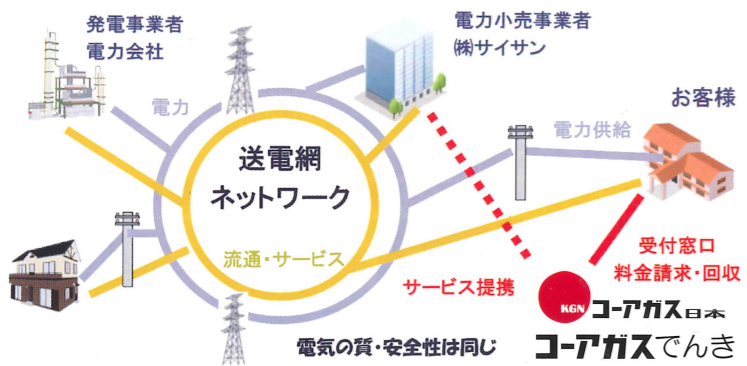 発電事業者
電力会社
電力小売事業者
㈱サイサン
電力
お客様
電力供給
送電網
ネットワーク
流通・サービス
受付窓口
料金請求・回収
サービス提携
KGN コーアガス日本
電気の質・安全性は同じ
コーアガスでんき